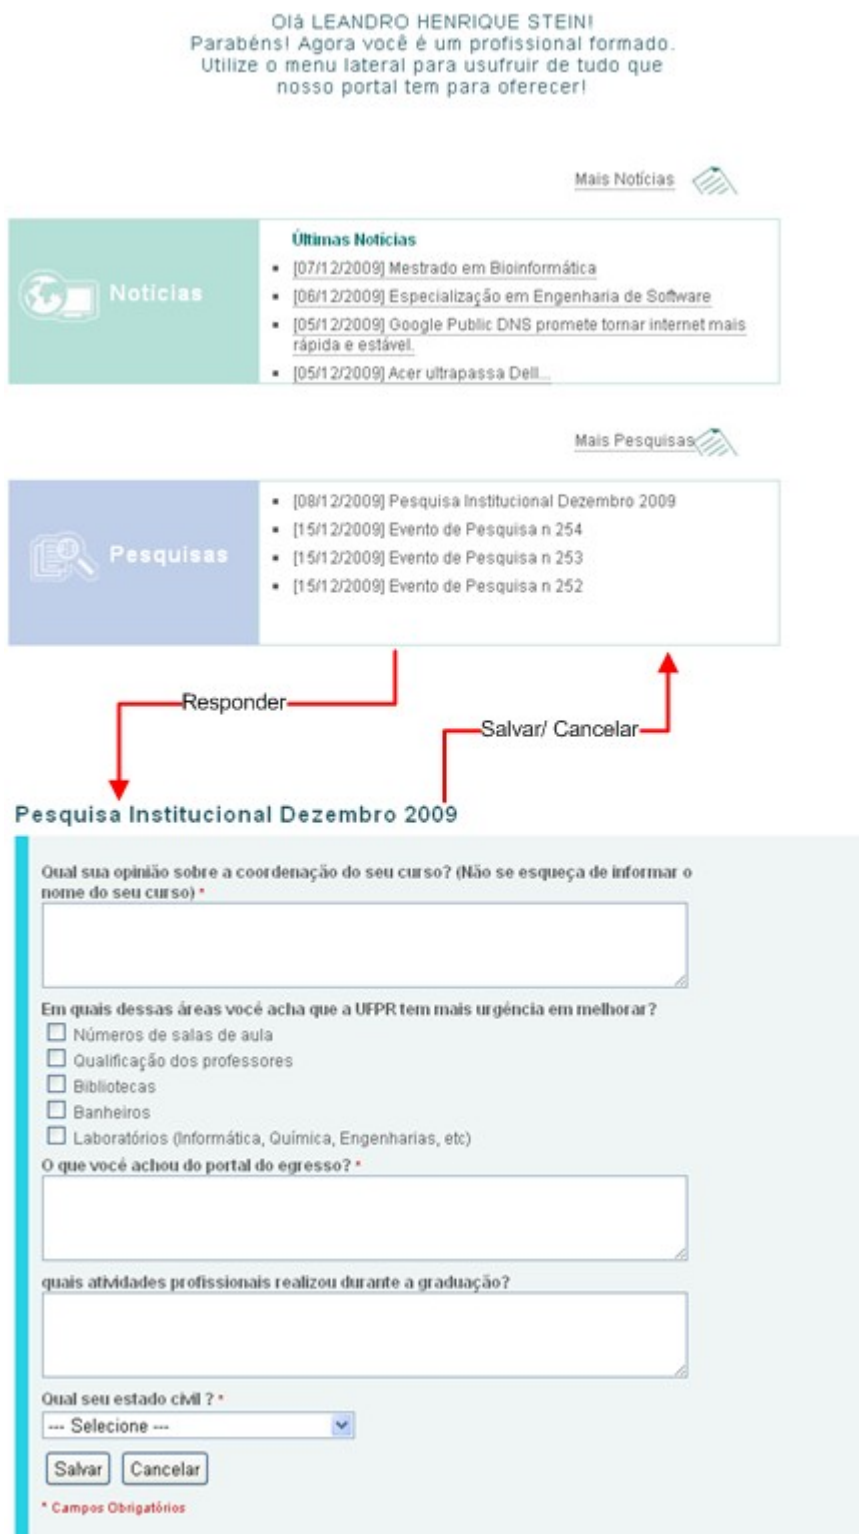 Olá LEANDRO HENRIQUE STEIN!
Parabéns! Agora você é um profissional formado.
Utilize o menu lateral para usufruir de tudo que
nosso portal tem para oferecer!
Mais Notícias
Notícias
Últimas Notícias
[07/12/2009] Mestrado em Bioinformática
[06/12/2009] Especialização em Engenharia de Software
[05/12/2009] Google Public DNS promete tornar internet mais
rápida e estável.
[05/12/2009] Acer ultrapassa Dell...
Mais Pesquisas
Pesquisas
[08/12/2009] Pesquisa Institucional Dezembro 2009
[15/12/2009] Evento de Pesquisa n 254
[15/12/2009] Evento de Pesquisa n 253
[15/12/2009] Evento de Pesquisa n 252
Responder
Salvar/ Cancelar
Pesquisa Institucional Dezembro 2009
Qual sua opinião sobre a coordenação do seu curso? (Não se esqueça de informar o
nome do seu curso) *
Em quais dessas áreas você acha que a UFPR tem mais urgência em melhorar?
Números de salas de aula
Qualificação dos professores
Bibliotecas
Banheiros
Laboratórios (Informática, Química, Engenharias, etc)
O que você achou do portal do egresso? *
quais atividades profissionais realizou durante a graduação?
Qual seu estado civil ? *
--- Selecione ---
Salvar Cancelar
* Campos Obrigatórios